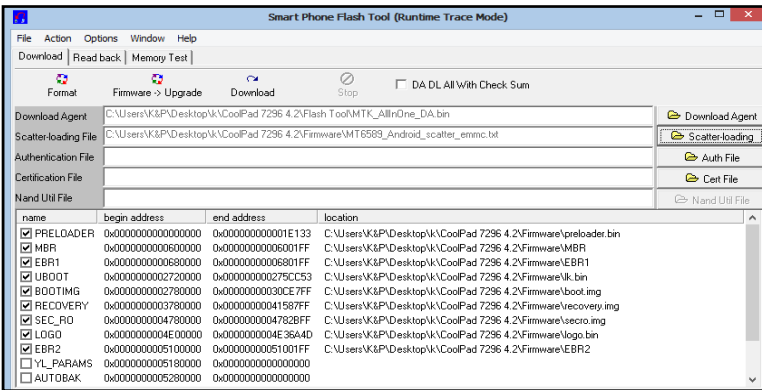 Smart Phone Flash Tool (Runtime Trace Mode)
File Action Options Window Help
Download Read back Memory Test
Format Firmware -> Upgrade Download Stop DA DL All With Check Sum
Download Agent C:\Users\K&P\Desktop\k\CoolPad 7296 4.2\Flash Tool\MTK_AllInOne_DA.bin Download Agent
Scatter-loading File C:\Users\K&P\Desktop\k\CoolPad 7296 4.2\Firmware\MT6589_Android_scatter_emmc.txt Scatter-loading
Authentication File Auth File
Certification File Cert File
Nand Util File Nand Util File
name begin address end address location
PRELOADER 0x0000000000000000 0x000000000001E133 C:\Users\K&P\Desktop\k\CoolPad 7296 4.2\Firmware\preloader.bin
MBR 0x0000000000600000 0x00000000006001FF C:\Users\K&P\Desktop\k\CoolPad 7296 4.2\Firmware\MBR
EBR1 0x0000000000680000 0x00000000006801FF C:\Users\K&P\Desktop\k\CoolPad 7296 4.2\Firmware\EBR1
UBOOT 0x0000000002720000 0x000000000275CC53 C:\Users\K&P\Desktop\k\CoolPad 7296 4.2\Firmware\lk.bin
BOOTIMG 0x0000000002780000 0x00000000030CE7FF C:\Users\K&P\Desktop\k\CoolPad 7296 4.2\Firmware\boot.img
RECOVERY 0x0000000003780000 0x00000000041587FF C:\Users\K&P\Desktop\k\CoolPad 7296 4.2\Firmware\recovery.img
SEC_RO 0x0000000004780000 0x0000000004782BFF C:\Users\K&P\Desktop\k\CoolPad 7296 4.2\Firmware\secro.img
LOGO 0x0000000004E00000 0x0000000004E36A4D C:\Users\K&P\Desktop\k\CoolPad 7296 4.2\Firmware\logo.bin
EBR2 0x0000000005100000 0x00000000051001FF C:\Users\K&P\Desktop\k\CoolPad 7296 4.2\Firmware\EBR2
YL_PARAMS 0x0000000005180000 0x0000000000000000
AUTOBAK 0x0000000005280000 0x0000000000000000